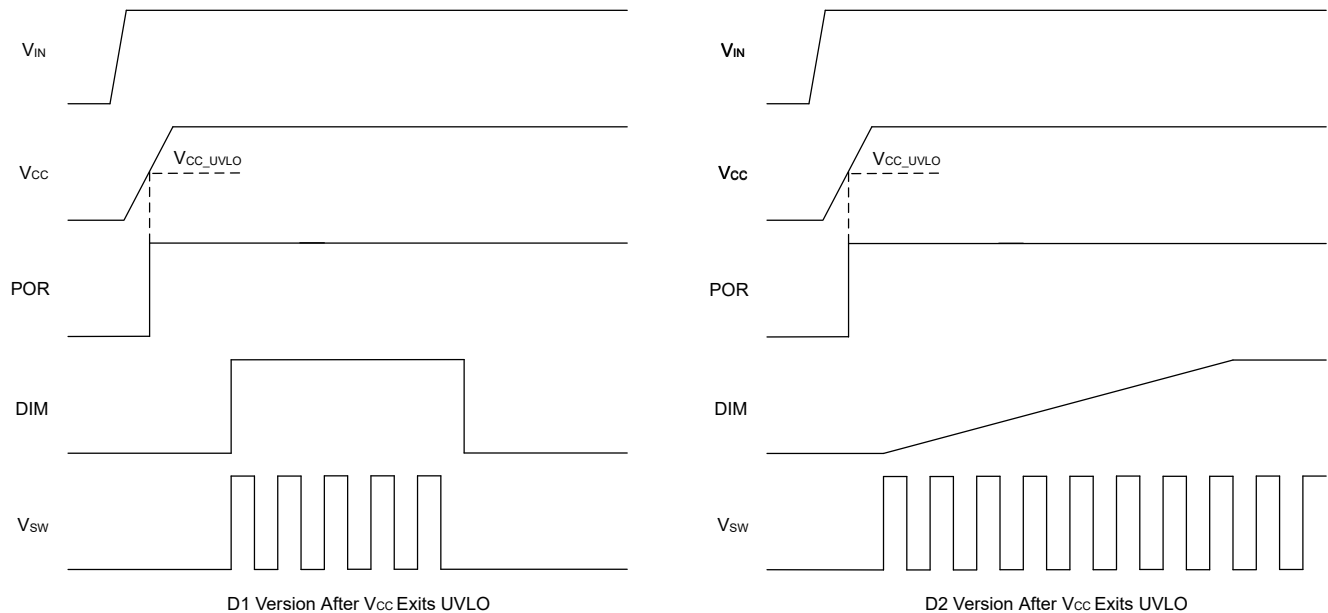 VIN
VCC
VCC_UVLO
POR
DIM
VSW
D1 Version After VCC Exits UVLO
VIN
VCC
VCC_UVLO
POR
DIM
VSW
D2 Version After VCC Exits UVLO